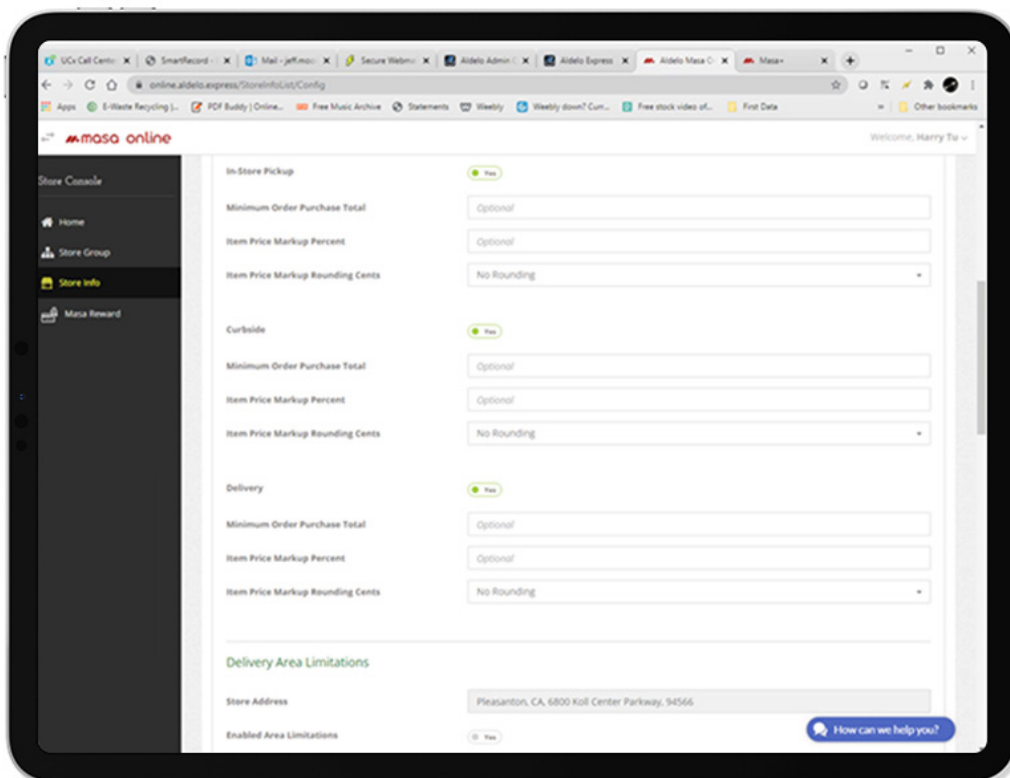 UCx Call Cente
SmartRecord -
Mail - jeff.moo
Secure Webma
Aldelo Admin C
Aldelo Express
Aldelo Masa O
Masa+
online.aldelo.express/StoreInfoList/Config
Apps
E-Waste Recycling |...
PDF Buddy | Online...
Free Music Archive
Statements
Weebly
Weebly down? Curr...
Free stock video of...
First Data
Other bookmarks
masa online
Welcome, Harry Tu
Store Console
Home
Store Group
Store Info
Masa Reward
In-Store Pickup
Yes
Minimum Order Purchase Total
Optional
Item Price Markup Percent
Optional
Item Price Markup Rounding Cents
No Rounding
Curbside
Yes
Minimum Order Purchase Total
Optional
Item Price Markup Percent
Optional
Item Price Markup Rounding Cents
No Rounding
Delivery
Yes
Minimum Order Purchase Total
Optional
Item Price Markup Percent
Optional
Item Price Markup Rounding Cents
No Rounding
Delivery Area Limitations
Store Address
Pleasanton, CA, 6800 Koll Center Parkway, 94566
Enabled Area Limitations
Yes
How can we help you?